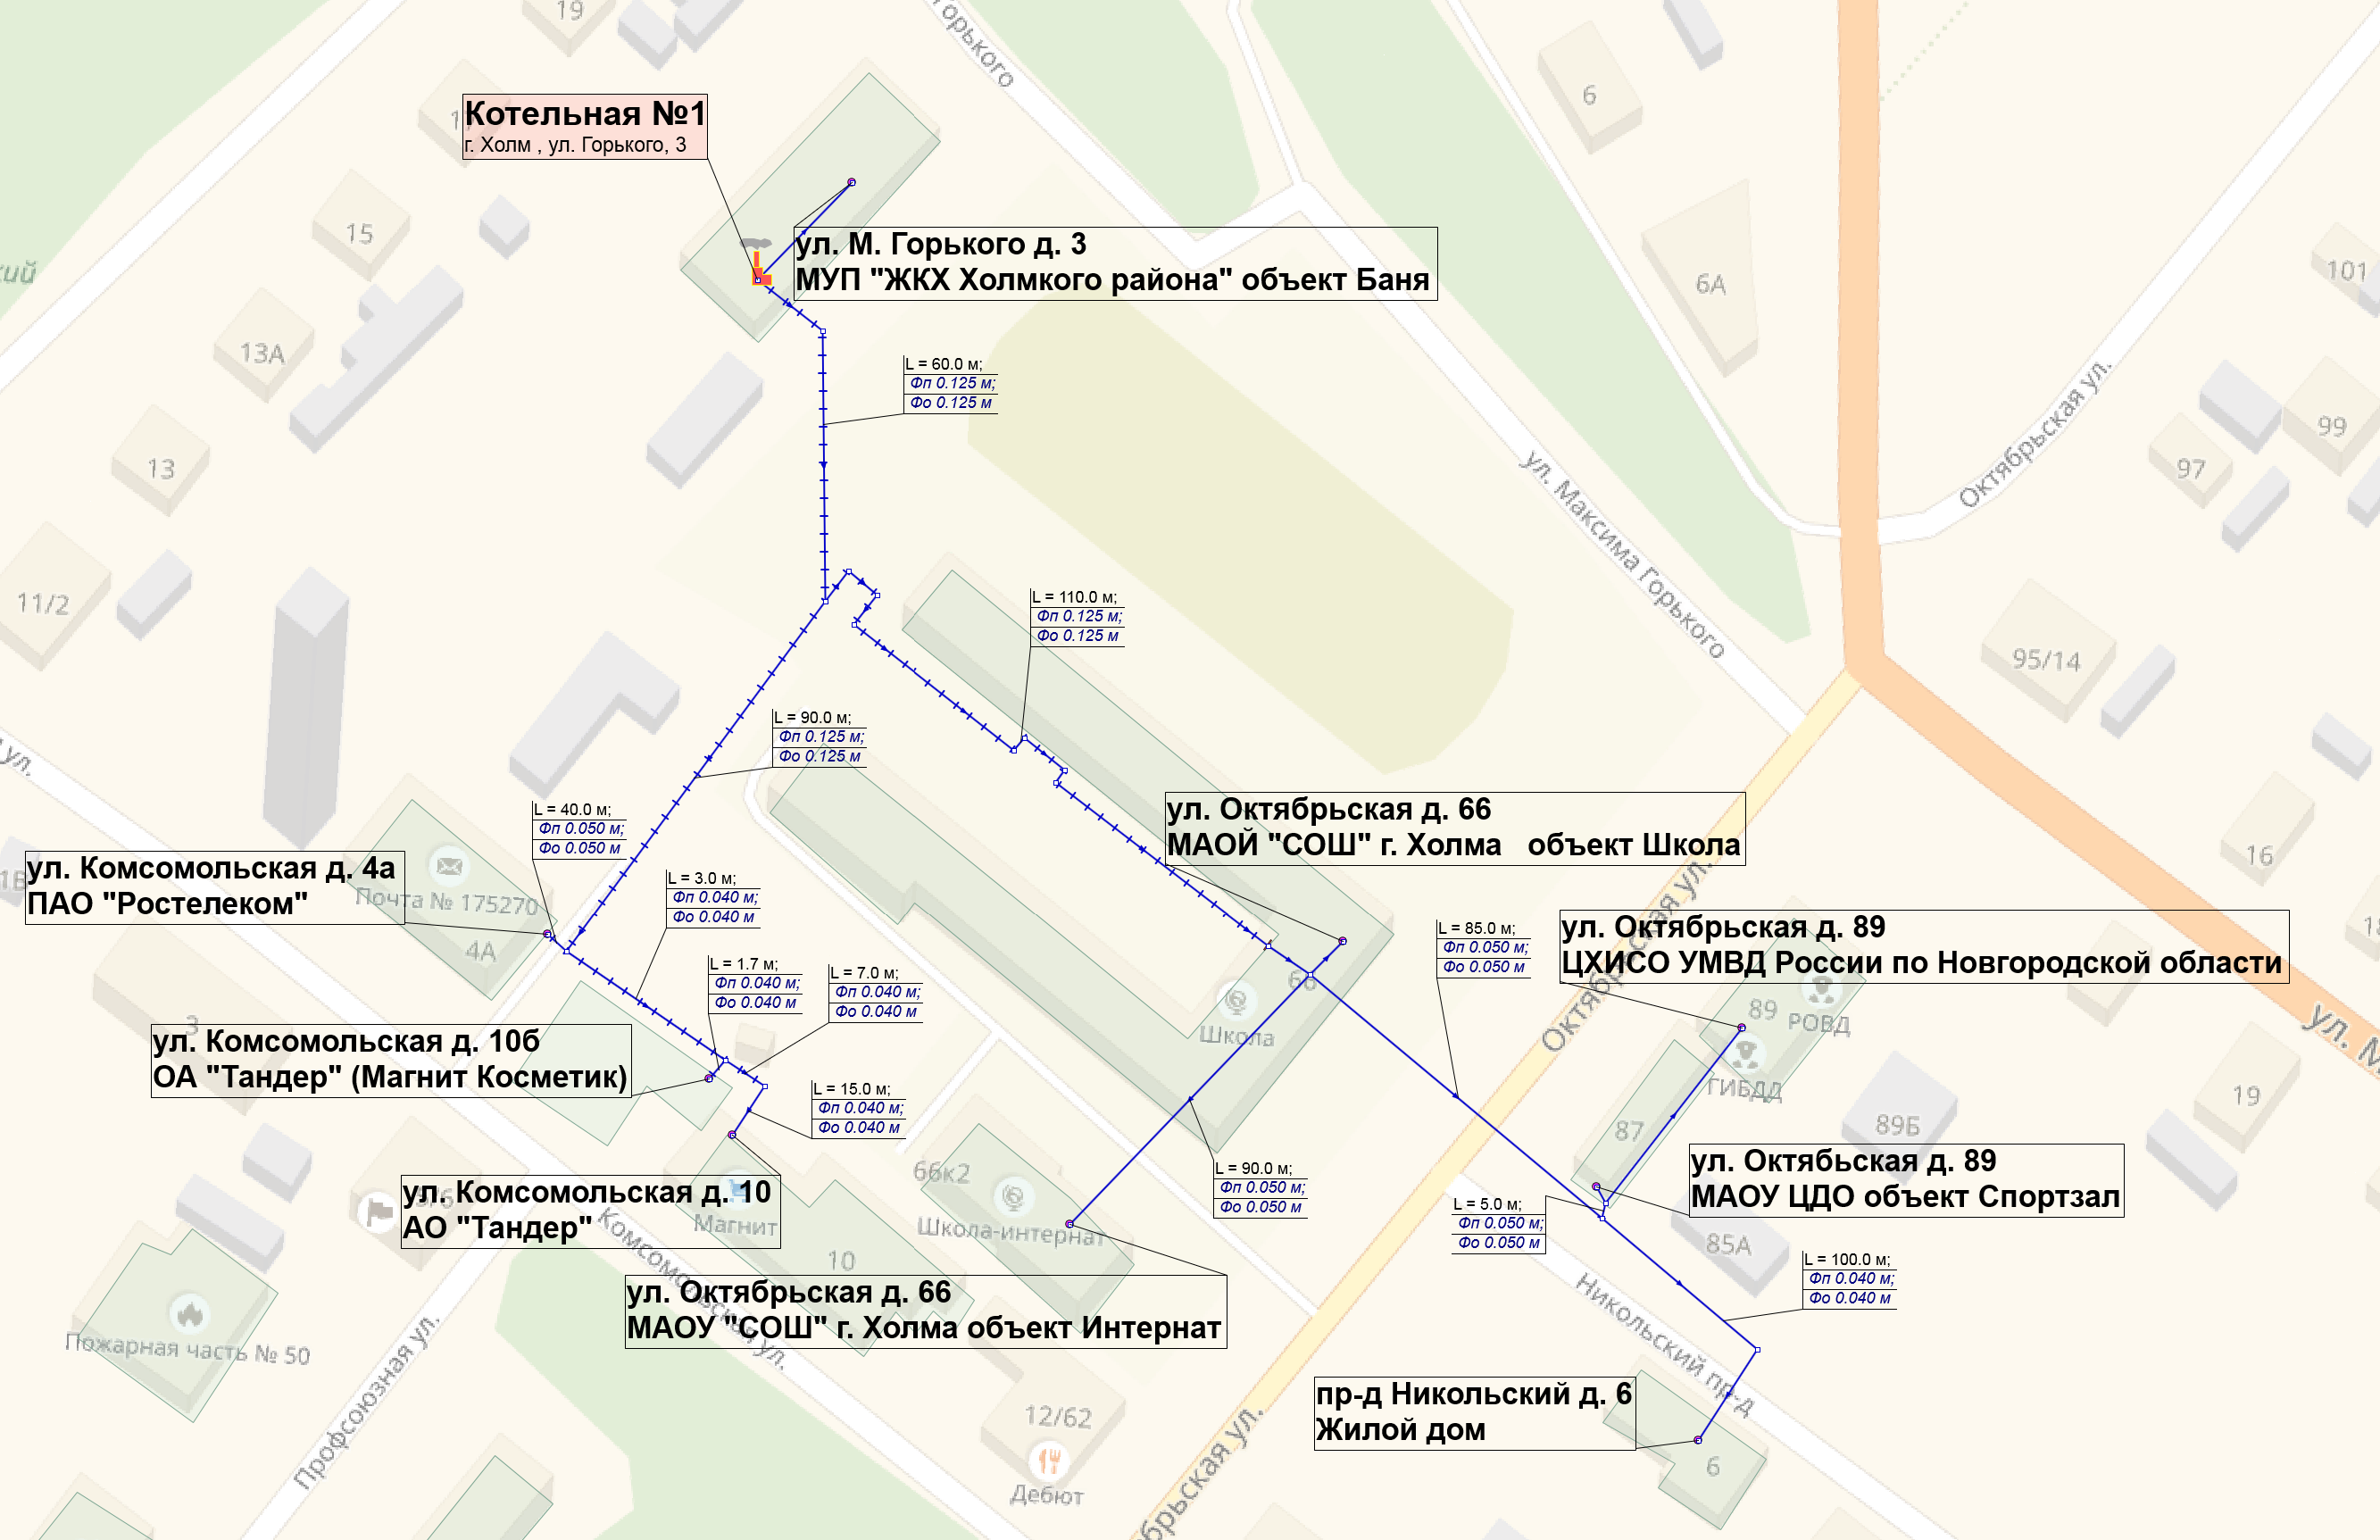 19
Горького
6
Котельная №1
г. Холм , ул. Горького, 3
17
15
ул. М. Горького д. 3
МУП "ЖКХ Холмкого района" объект Баня
6А
101
13А
L = 60.0 м;
Фп 0.125 м;
Фо 0.125 м
Октябрьская ул.
99
97
13
ул. Максима Горького
11/2
L = 110.0 м;
Фп 0.125 м;
Фо 0.125 м
95/14
L = 90.0 м;
Фп 0.125 м;
Фо 0.125 м
ул.
L = 40.0 м;
Фп 0.050 м;
Фо 0.050 м
ул. Октябрьская д. 66
МАОЙ "СОШ" г. Холма   объект Школа
16
ул. Комсомольская д. 4а
ПАО "Ростелеком"
Почта № 175270
4А
L = 3.0 м;
Фп 0.040 м;
Фо 0.040 м
L = 85.0 м;
Фп 0.050 м;
Фо 0.050 м
Октябрьская ул.
ул. Октябрьская д. 89
ЦХИСО УМВД России по Новгородской области
L = 1.7 м;
Фп 0.040 м;
Фо 0.040 м
L = 7.0 м;
Фп 0.040 м;
Фо 0.040 м
66
Школа
89
РОВД
ГИБДД
3
ул. Комсомольская д. 10б
ОА "Тандер" (Магнит Косметик)
L = 15.0 м;
Фп 0.040 м;
Фо 0.040 м
87
89Б
19
ул. М
66к2
Школа-интернат
L = 90.0 м;
Фп 0.050 м;
Фо 0.050 м
ул. Октябьская д. 89
МАОУ ЦДО объект Спортзал
ул. Комсомольская д. 10
АО "Тандер"
Магнит
10
L = 5.0 м;
Фп 0.050 м;
Фо 0.050 м
85А
L = 100.0 м;
Фп 0.040 м;
Фо 0.040 м
Комсомольская ул.
ул. Октябрьская д. 66
МАОУ "СОШ" г. Холма объект Интернат
Никольский пр-д
Пожарная часть № 50
Профсоюзная ул.
пр-д Никольский д. 6
Жилой дом
12/62
Дебют
6
брьская ул.